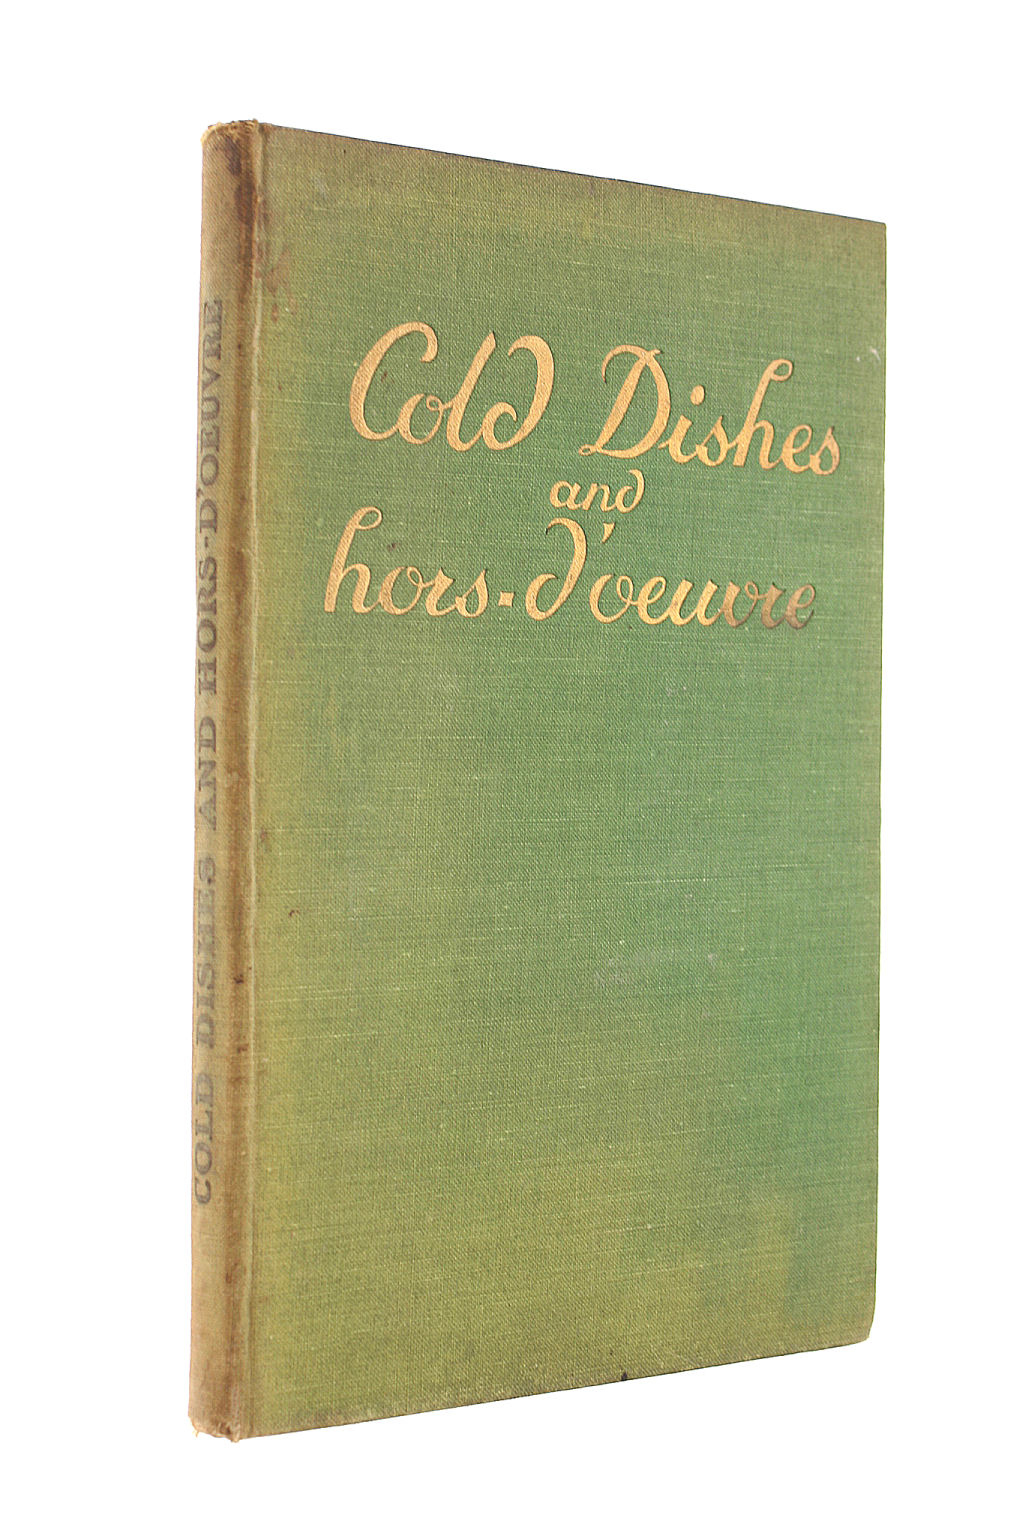 Cold Dishes
and
hors-d'oeuvre
COLD DISHES AND HORS-D'OEUVRE